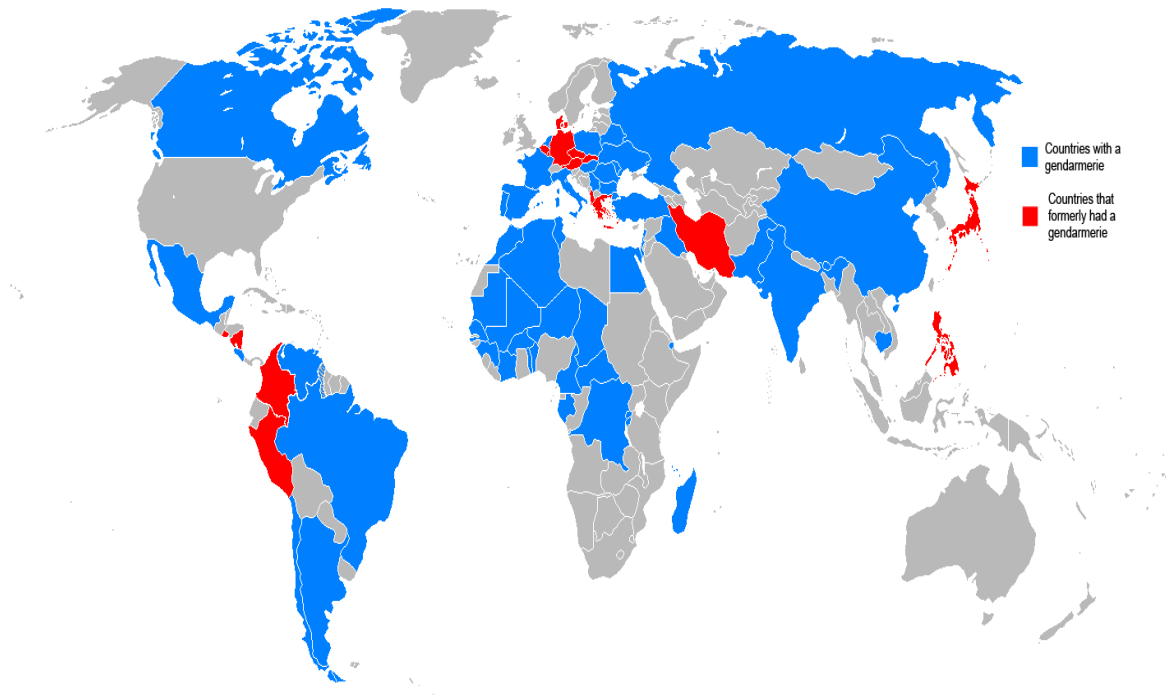 Countries with a
gendarmerie
Countries that
formerly had a
gendarmerie